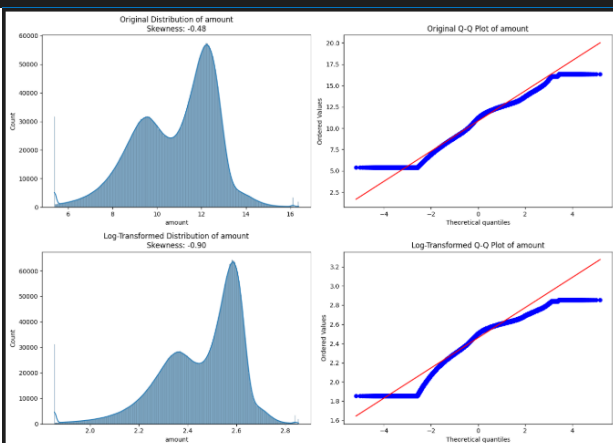 Original Distribution of amount
Skewness: -0.48
Count
60000
50000
40000
30000
20000
10000
0
6 8 10 12 14 16
amount
Original Q-Q Plot of amount
Ordered Values
20.0
17.5
15.0
12.5
10.0
7.5
5.0
2.5
−4 −2 0 2 4
Theoretical quantiles
Log-Transformed Distribution of amount
Skewness: -0.90
Count
60000
50000
40000
30000
20000
10000
0
2.0 2.2 2.4 2.6 2.8
amount
Log-Transformed Q-Q Plot of amount
Ordered Values
3.2
3.0
2.8
2.6
2.4
2.2
2.0
1.8
1.6
−4 −2 0 2 4
Theoretical quantiles